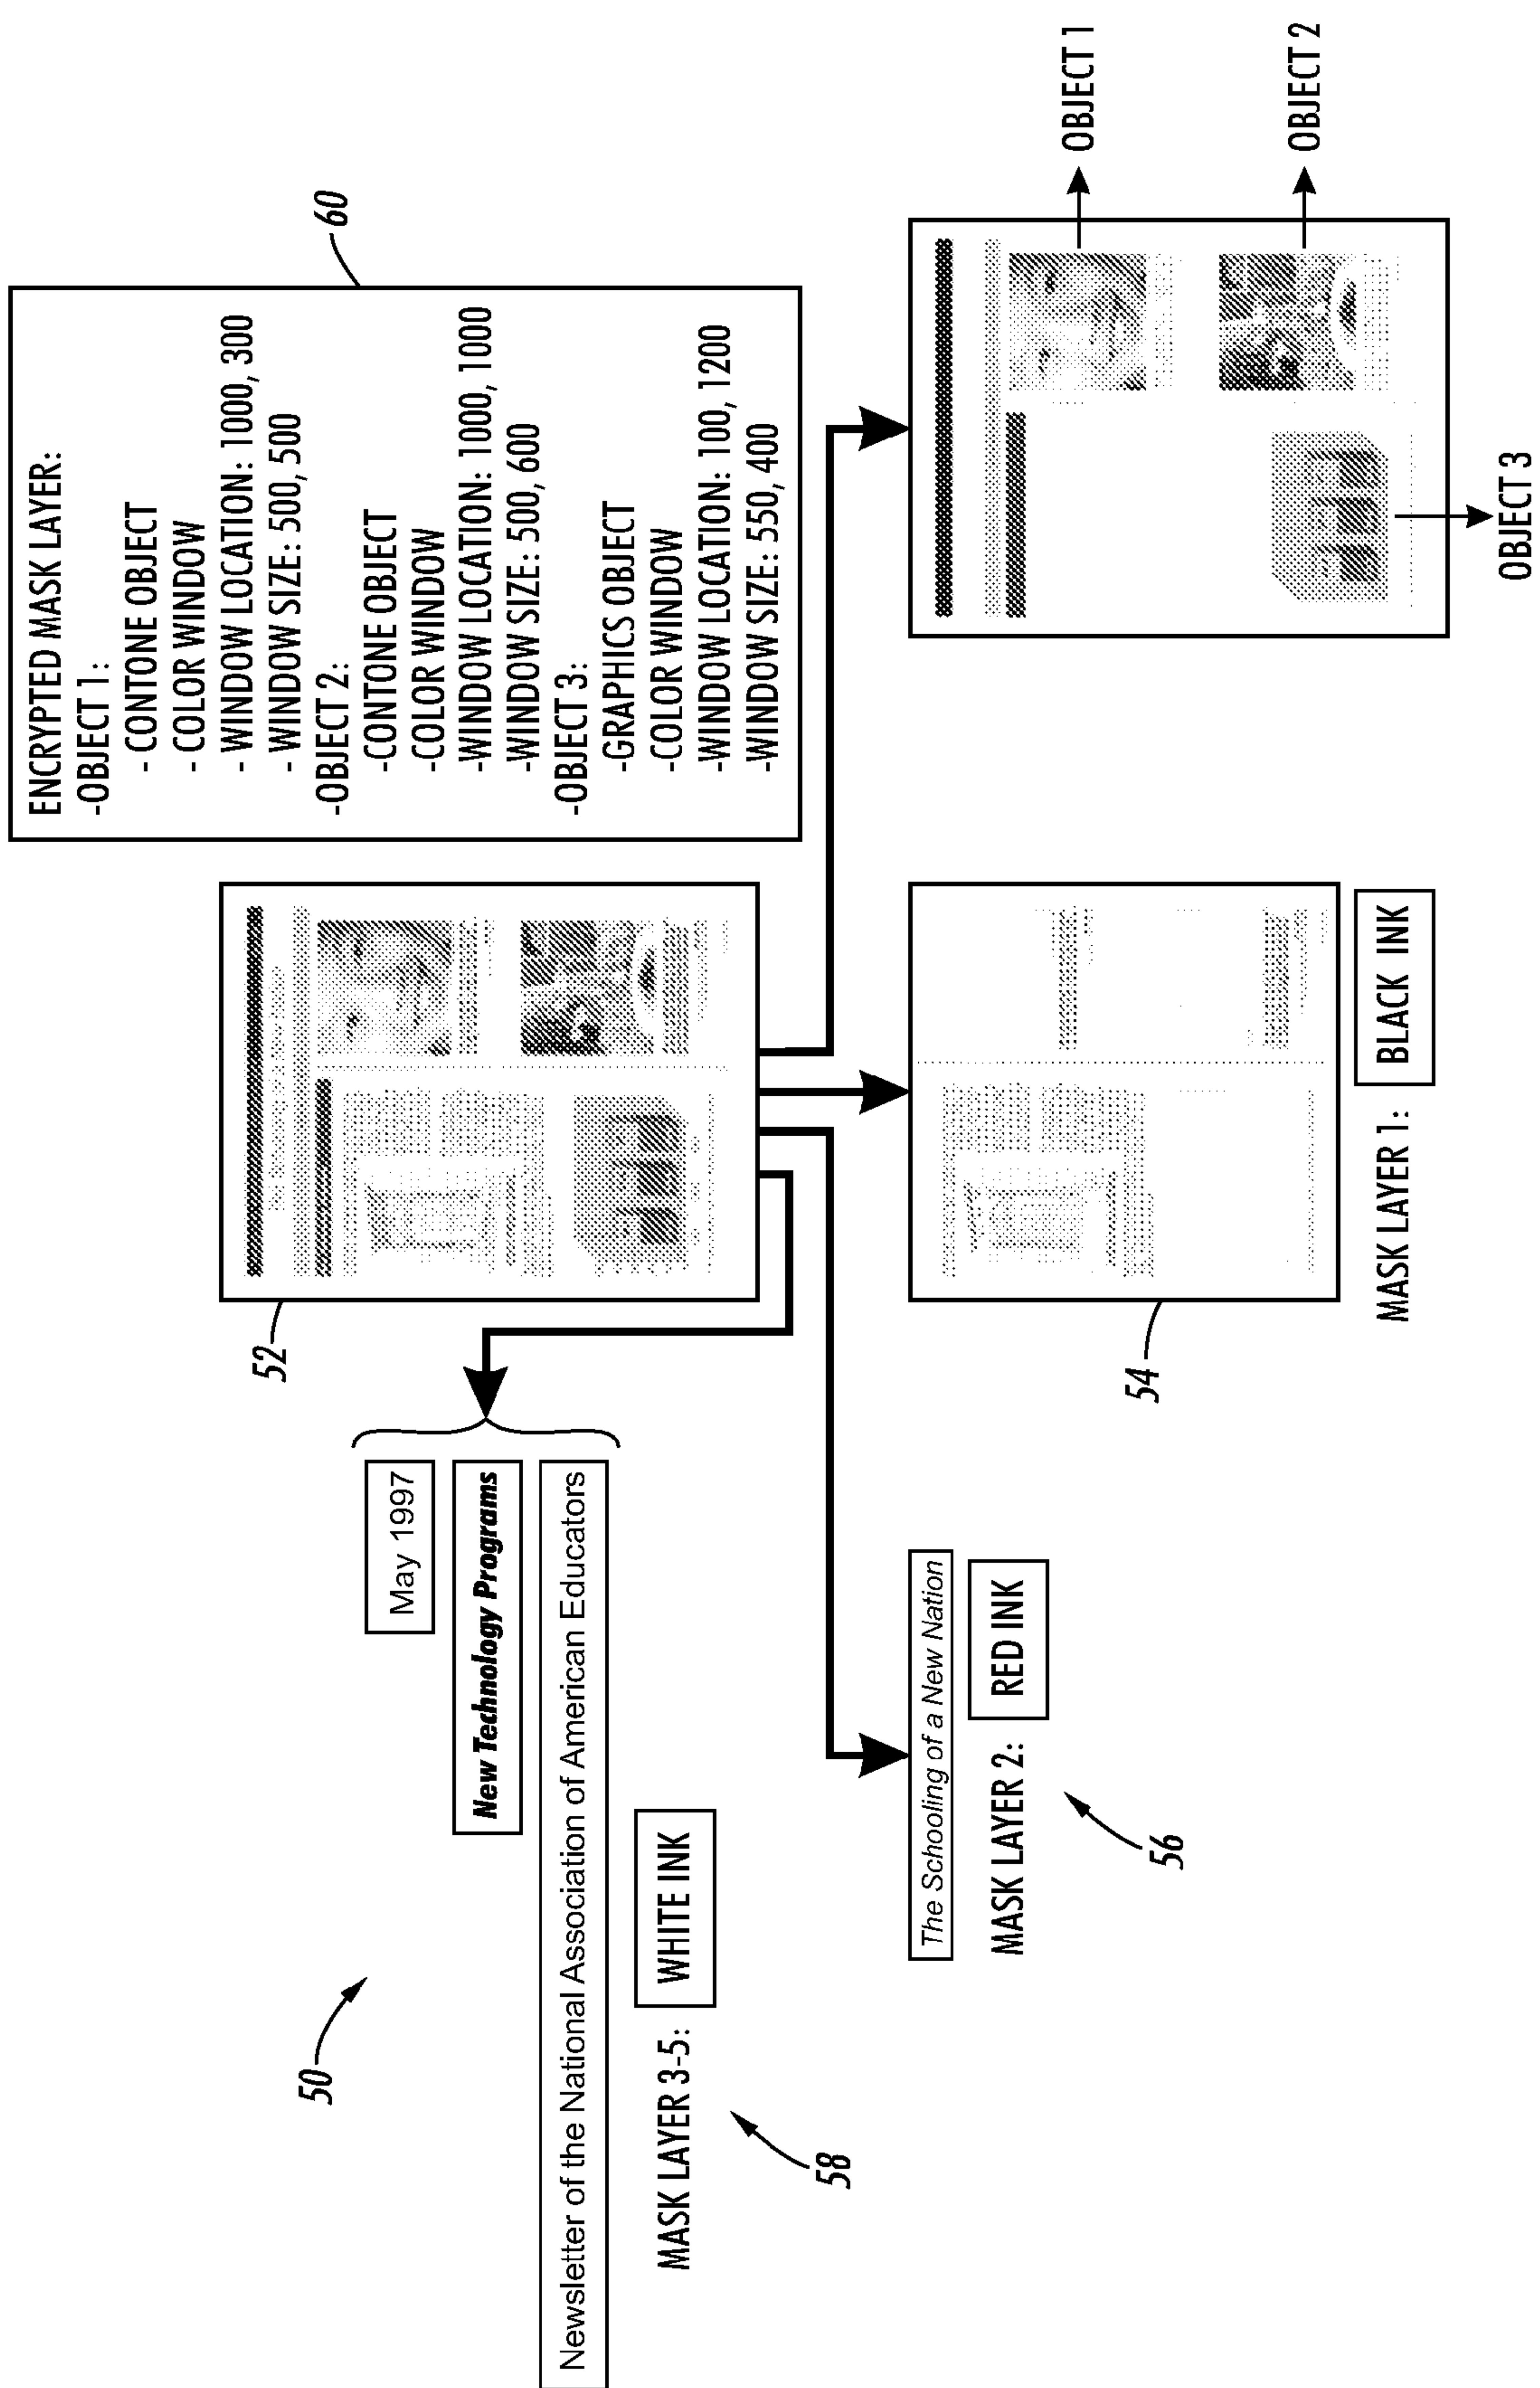 50
May 1997
New Technology Programs
Newsletter of the National Association of American Educators
MASK LAYER 3-5:
WHITE INK
58
52
ENCRYPTED MASK LAYER:
-OBJECT 1:
- CONTONE OBJECT
- COLOR WINDOW
- WINDOW LOCATION: 1000, 300
- WINDOW SIZE: 500, 500
-OBJECT 2:
-CONTONE OBJECT
-COLOR WINDOW
-WINDOW LOCATION: 1000, 1000
-WINDOW SIZE: 500, 600
-OBJECT 3:
-GRAPHICS OBJECT
-COLOR WINDOW
-WINDOW LOCATION: 100, 1200
-WINDOW SIZE: 550, 400
60
The Schooling of a New Nation
MASK LAYER 2:
RED INK
56
54
MASK LAYER 1:
BLACK INK
OBJECT 1
OBJECT 2
OBJECT 3